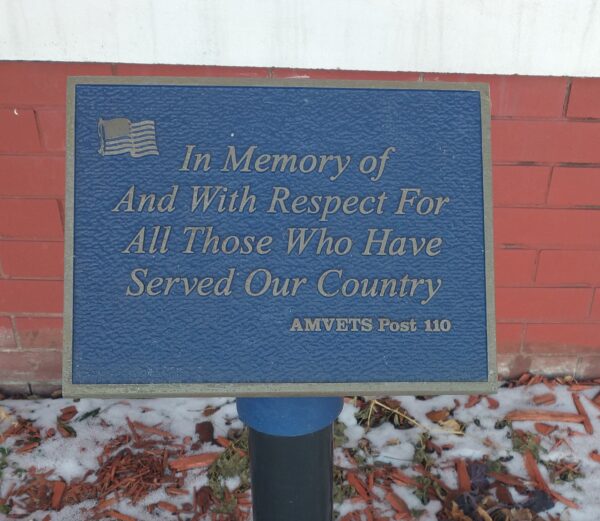 In Memory of
And With Respect For
All Those Who Have
Served Our Country
AMVETS Post 110